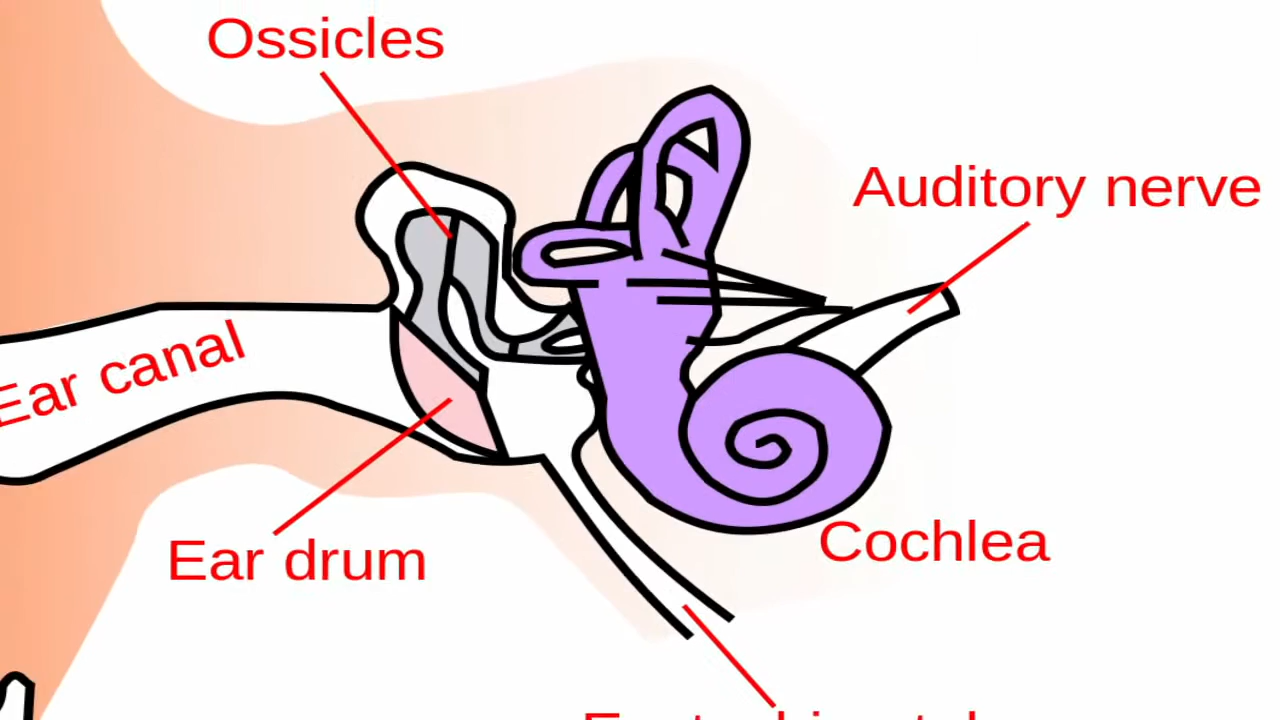 Ossicles
Auditory nerve
Ear canal
Ear drum
Cochlea